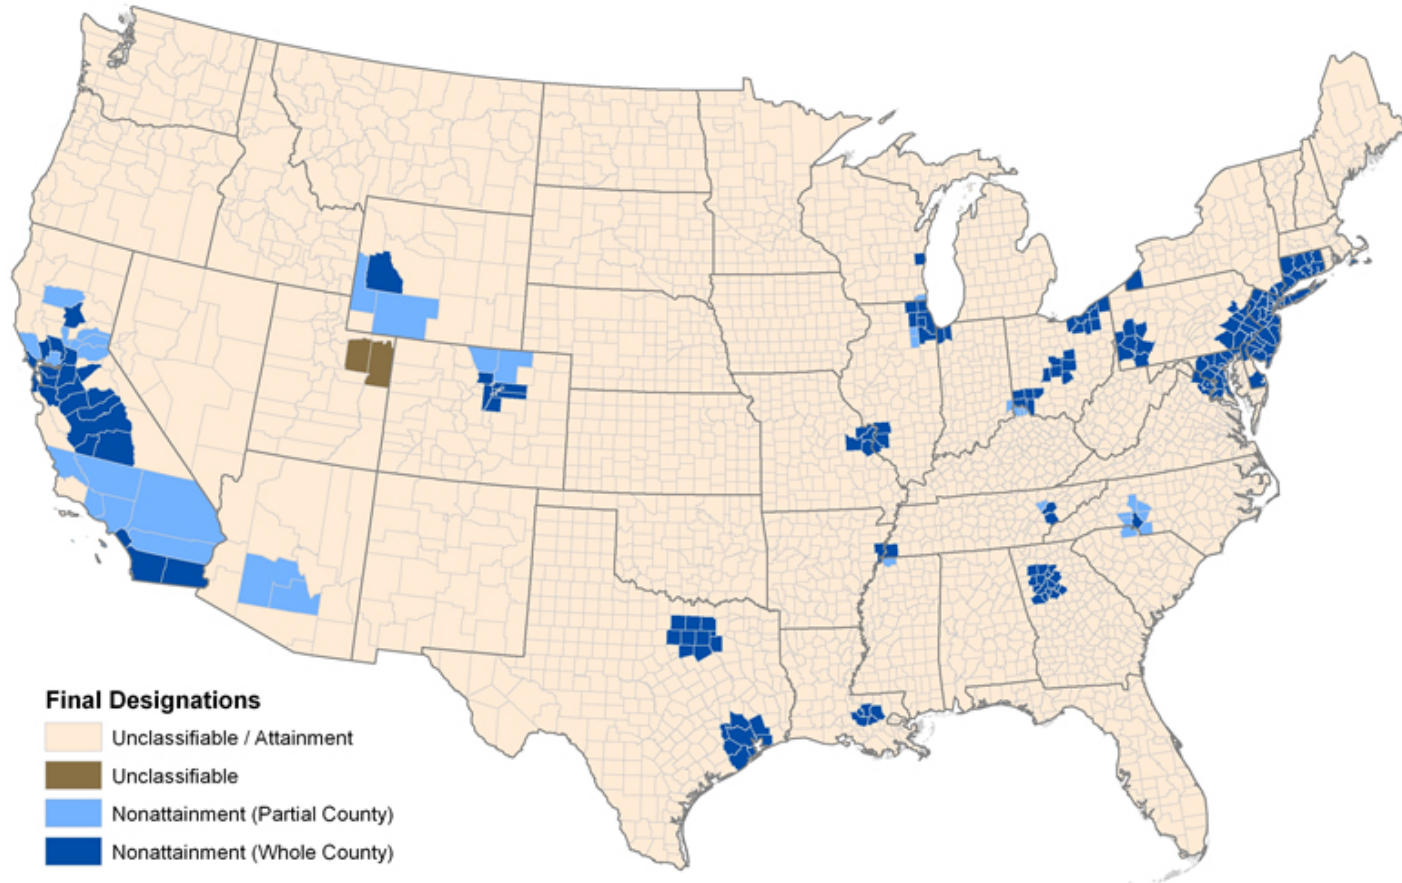 Final Designations
Unclassifiable / Attainment
Unclassifiable
Nonattainment (Partial County)
Nonattainment (Whole County)